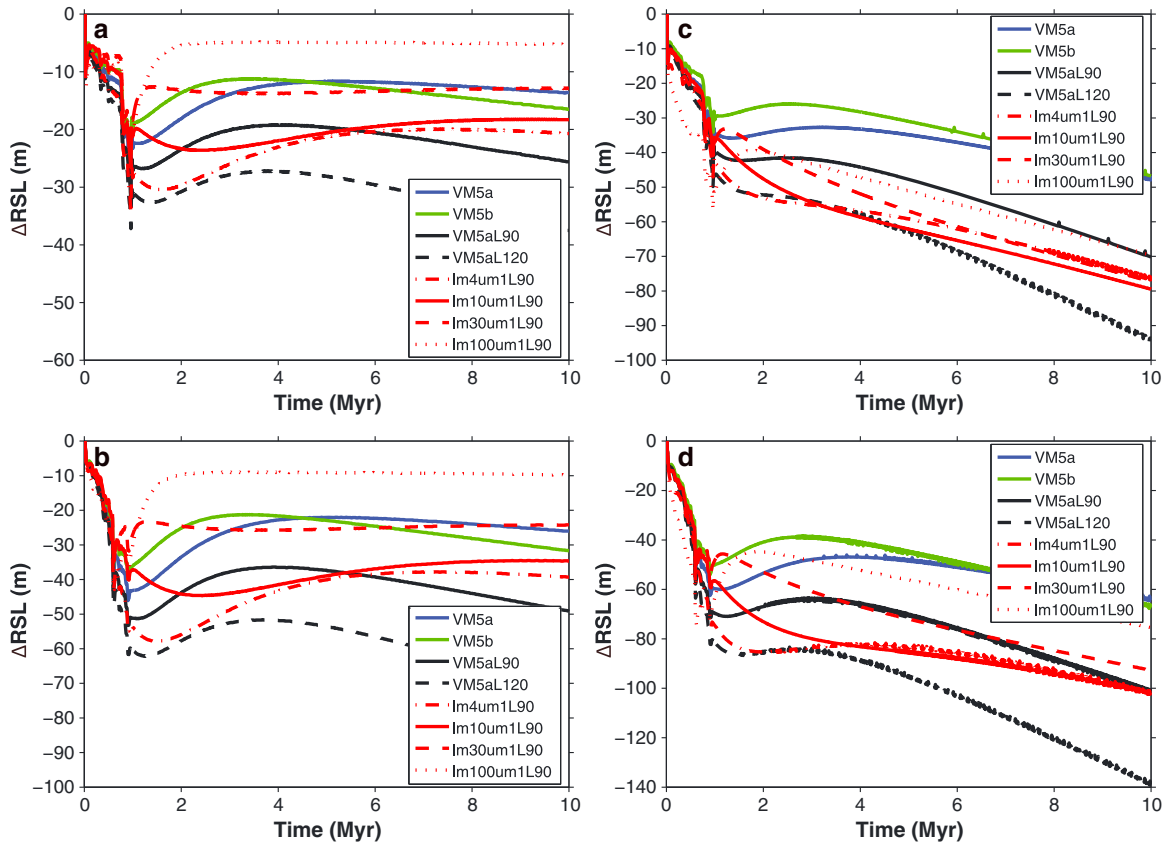 a
0
−10
−20
−30
−40
−50
−60
ΔRSL (m)
0 2 4 6 8 10
Time (Myr)
VM5a
VM5b
VM5aL90
VM5aL120
lm4um1L90
lm10um1L90
lm30um1L90
lm100um1L90
c
0
−10
−20
−30
−40
−50
−60
−70
−80
−90
−100
ΔRSL (m)
0 2 4 6 8 10
Time (Myr)
VM5a
VM5b
VM5aL90
VM5aL120
lm4um1L90
lm10um1L90
lm30um1L90
lm100um1L90
b
0
−10
−20
−30
−40
−50
−60
−70
−80
−90
−100
ΔRSL (m)
0 2 4 6 8 10
Time (Myr)
VM5a
VM5b
VM5aL90
VM5aL120
lm4um1L90
lm10um1L90
lm30um1L90
lm100um1L90
d
0
−20
−40
−60
−80
−100
−120
−140
ΔRSL (m)
0 2 4 6 8 10
Time (Myr)
VM5a
VM5b
VM5aL90
VM5aL120
lm4um1L90
lm10um1L90
lm30um1L90
lm100um1L90